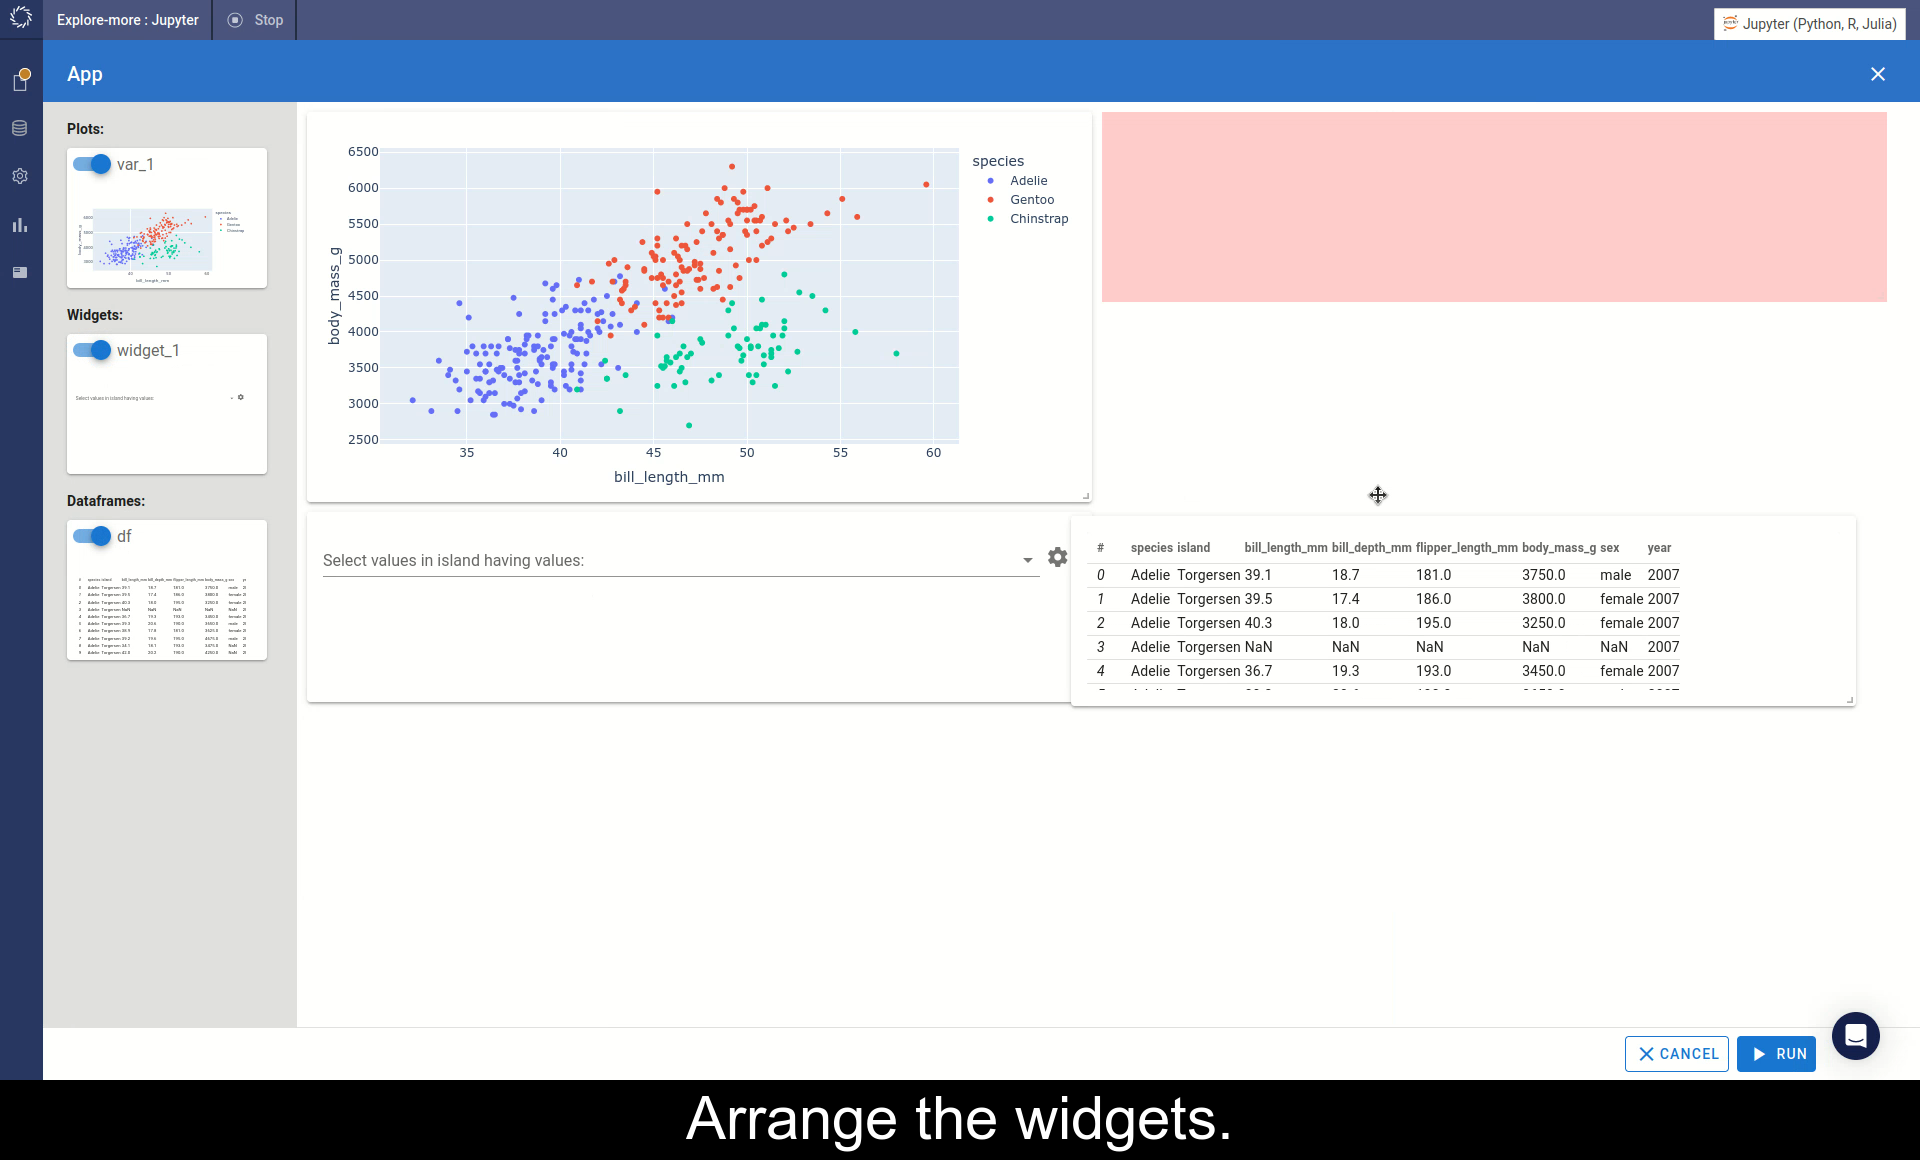 Explore-more : Jupyter
Stop
Jupyter (Python, R, Julia)
App
Plots:
var_1
Widgets:
widget_1
Select values in island having values:
Dataframes:
df
6500
6000
5500
5000
4500
4000
3500
3000
2500
body_mass_g
35 40 45 50 55 60
bill_length_mm
species
Adelie
Gentoo
Chinstrap
Select values in island having values:
# species island bill_length_mm bill_depth_mm flipper_length_mm body_mass_g sex year
0 Adelie Torgersen 39.1 18.7 181.0 3750.0 male 2007
1 Adelie Torgersen 39.5 17.4 186.0 3800.0 female 2007
2 Adelie Torgersen 40.3 18.0 195.0 3250.0 female 2007
3 Adelie Torgersen NaN NaN NaN NaN NaN 2007
4 Adelie Torgersen 36.7 19.3 193.0 3450.0 female 2007
CANCEL
RUN
Arrange the widgets.